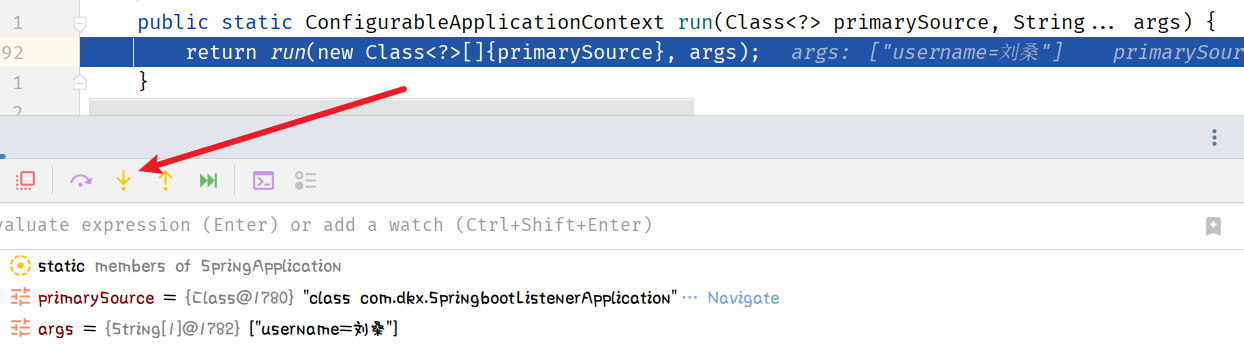 1 public static ConfigurableApplicationContext run(Class<?> primarySource, String... args) {
92 return run(new Class<?>[]{primarySource}, args); args: ["username=刘桑"] primarySour
1 }
2
valuate expression (Enter) or add a watch (Ctrl+Shift+Enter)
static members of SpringApplication
primarySource = {Class@1780} "class com.dkx.SpringbootListenerApplication"... Navigate
args = {String[1]@1782} ["username=刘桑"]